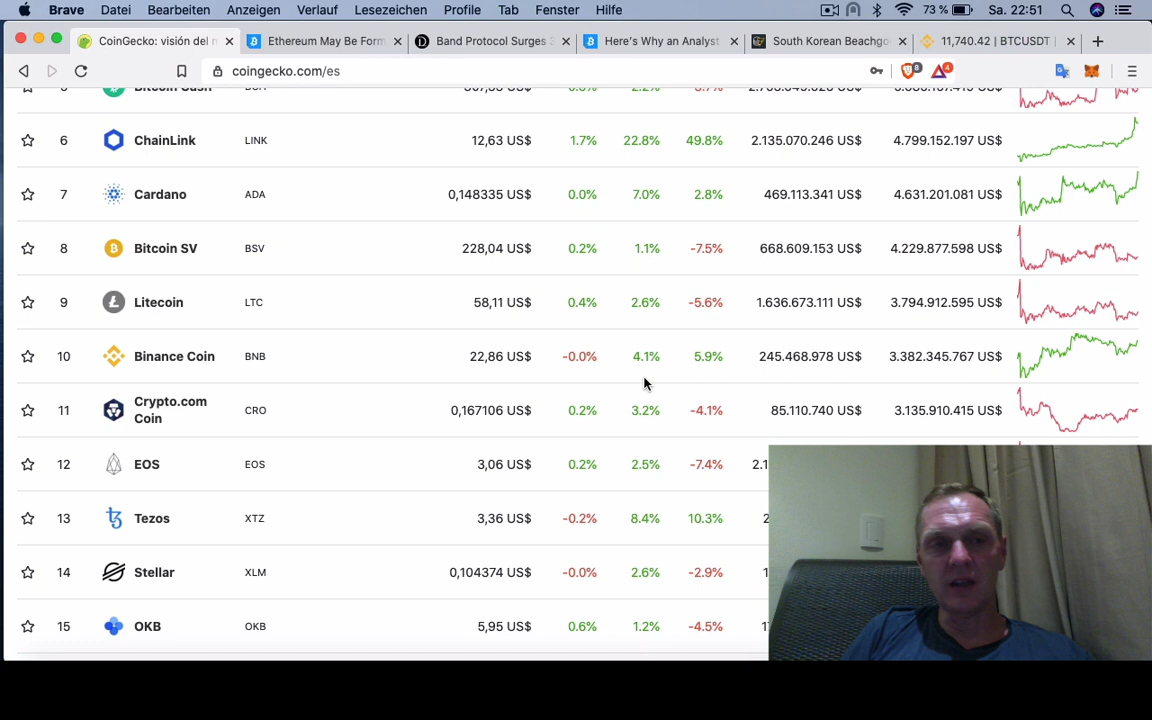 Brave Datei Bearbeiten Anzeigen Verlauf Lesezeichen Profile Tab Fenster Hilfe 73 % Sa. 22:51
CoinGecko: visión del Ethereum May Be Form Band Protocol Surges Here's Why an Analyst South Korean Beachgo 11,740.42 | BTCUSDT |
coingecko.com/es 8 4
6 ChainLink LINK 12,63 US$ 1.7% 22.8% 49.8% 2.135.070.246 US$ 4.799.152.197 US$
7 Cardano ADA 0,148335 US$ 0.0% 7.0% 2.8% 469.113.341 US$ 4.631.201.081 US$
8 Bitcoin SV BSV 228,04 US$ 0.2% 1.1% -7.5% 668.609.153 US$ 4.229.877.598 US$
9 Litecoin LTC 58,11 US$ 0.4% 2.6% -5.6% 1.636.673.111 US$ 3.794.912.595 US$
10 Binance Coin BNB 22,86 US$ -0.0% 4.1% 5.9% 245.468.978 US$ 3.382.345.767 US$
11 Crypto.com Coin CRO 0,167106 US$ 0.2% 3.2% -4.1% 85.110.740 US$ 3.135.910.415 US$
12 EOS EOS 3,06 US$ 0.2% 2.5% -7.4% 2.1
13 Tezos XTZ 3,36 US$ -0.2% 8.4% 10.3% 2
14 Stellar XLM 0,104374 US$ -0.0% 2.6% -2.9% 1
15 OKB OKB 5,95 US$ 0.6% 1.2% -4.5% 1